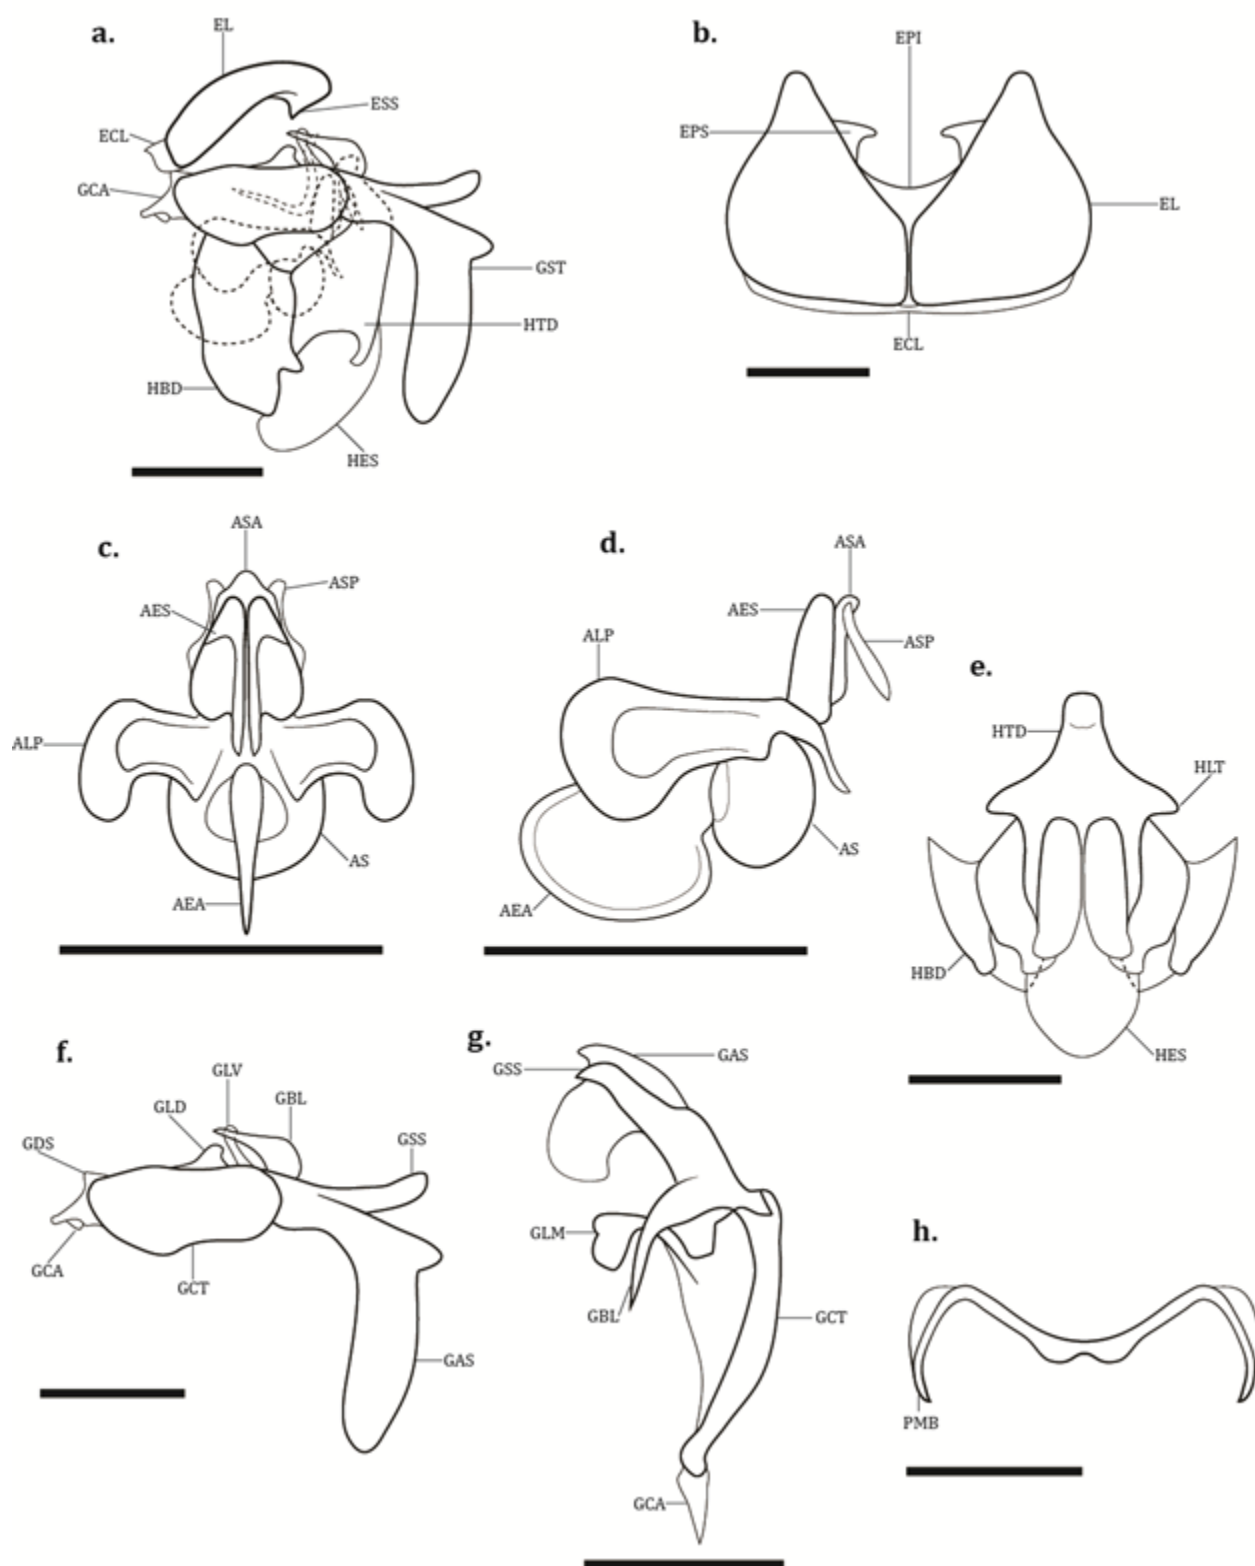 a.
EL
ESS
ECL
GCA
GST
HTD
HBD
HES
b.
EPI
EPS
EL
ECL
c.
ASA
ASP
AES
ALP
AS
AEA
d.
ASA
AES
ASP
ALP
AS
AEA
e.
HTD
HLT
HBD
HES
f.
GLV
GBL
GLD
GSS
GDS
GCA
GCT
GAS
g.
GAS
GSS
GLM
GBL
GCT
GCA
h.
PMB